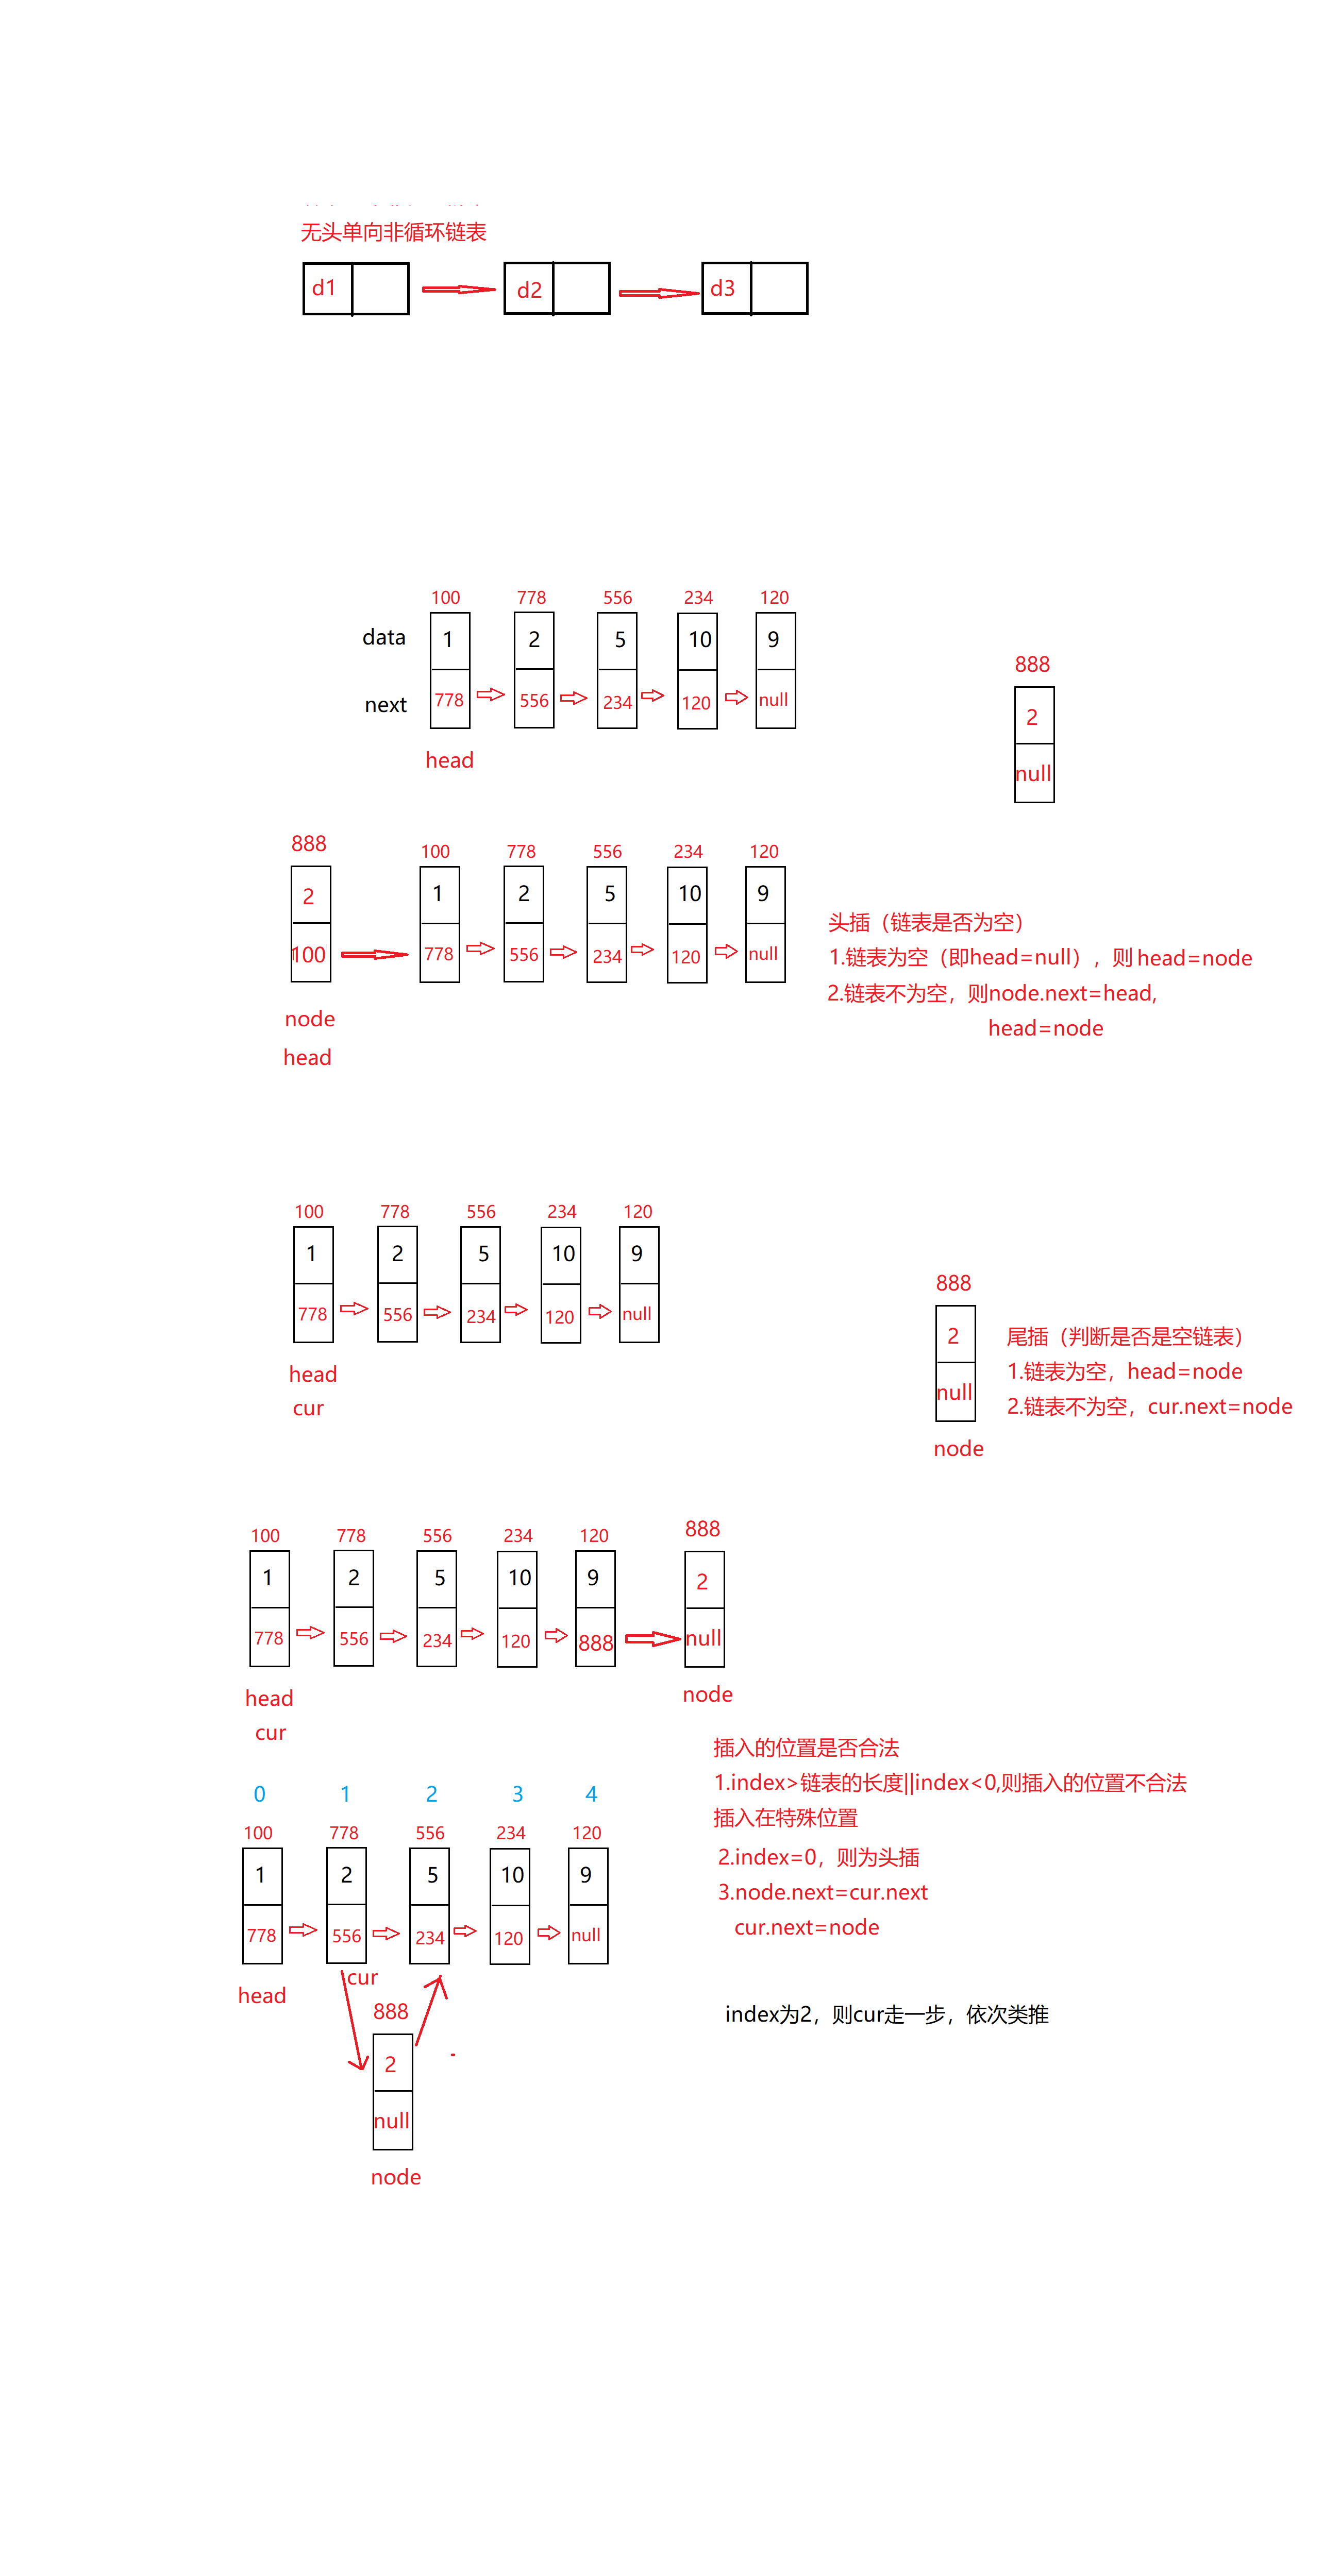 无头单向非循环链表
d1 d2 d3
100 778 556 234 120
data 1 2 5 10 9
888
2
next 778 556 234 120 null
null
head
888
100 778 556 234 120
2 1 2 5 10 9
100 778 556 234 120 null
node
head
头插（链表是否为空）
1.链表为空（即head=null），则head=node
2.链表不为空，则node.next=head,
head=node
100 778 556 234 120
1 2 5 10 9
778 556 234 120 null
head
cur
888
2
null
node
尾插（判断是否是空链表）
1.链表为空，head=node
2.链表不为空，cur.next=node
100 778 556 234 120 888
1 2 5 10 9 2
778 556 234 120 888 null
head node
cur
插入的位置是否合法
1.index>链表的长度||index<0,则插入的位置不合法
插入在特殊位置
2.index=0，则为头插
3.node.next=cur.next
cur.next=node
0 1 2 3 4
100 778 556 234 120
1 2 5 10 9
778 556 234 120 null
cur
head
888
2
null
node
index为2，则cur走一步，依次类推